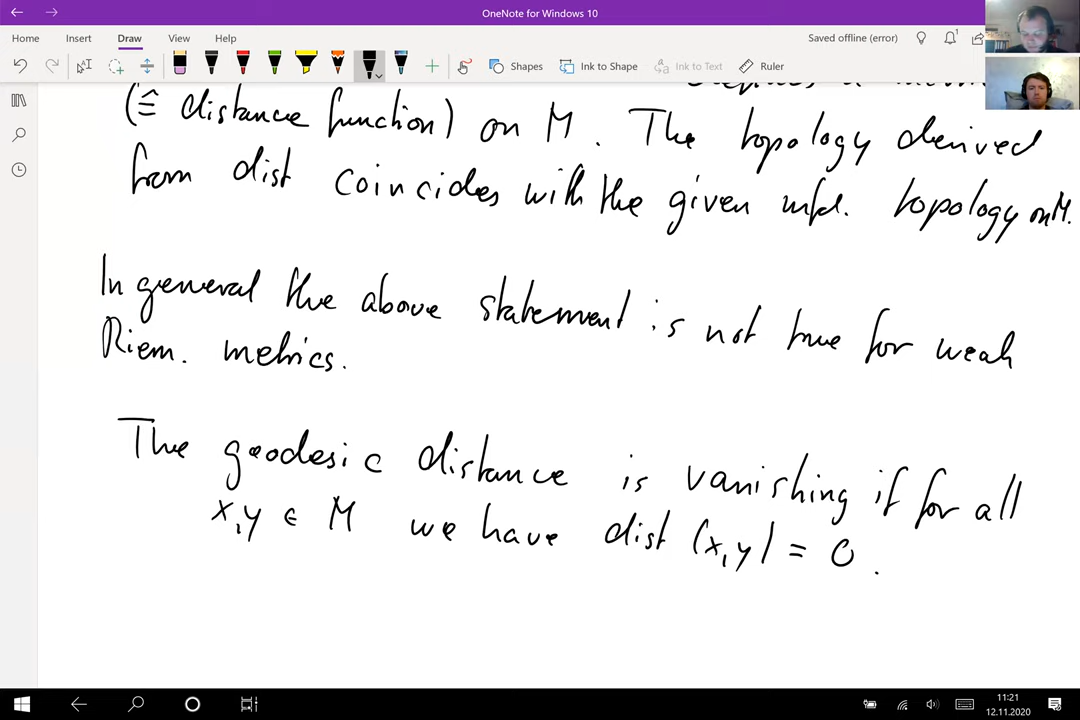 OneNote for Windows 10
Home Insert Draw View Help
Saved offline (error)
Shapes Ink to Shape Ink to Text Ruler
(≙ distance function) on M. The topology derived
from dist coincides with the given mfd. topology on M.
In general the above statement is not true for weak
Riem. metrics.
The geodesic distance is vanishing if for all
x,y ∈ M we have dist (x,y) = 0.
11:21
12.11.2020